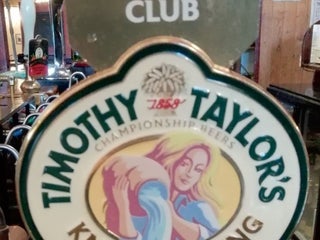 CLUB
TIMOTHY TAYLOR'S
1858
CHAMPIONSHIP BEERS